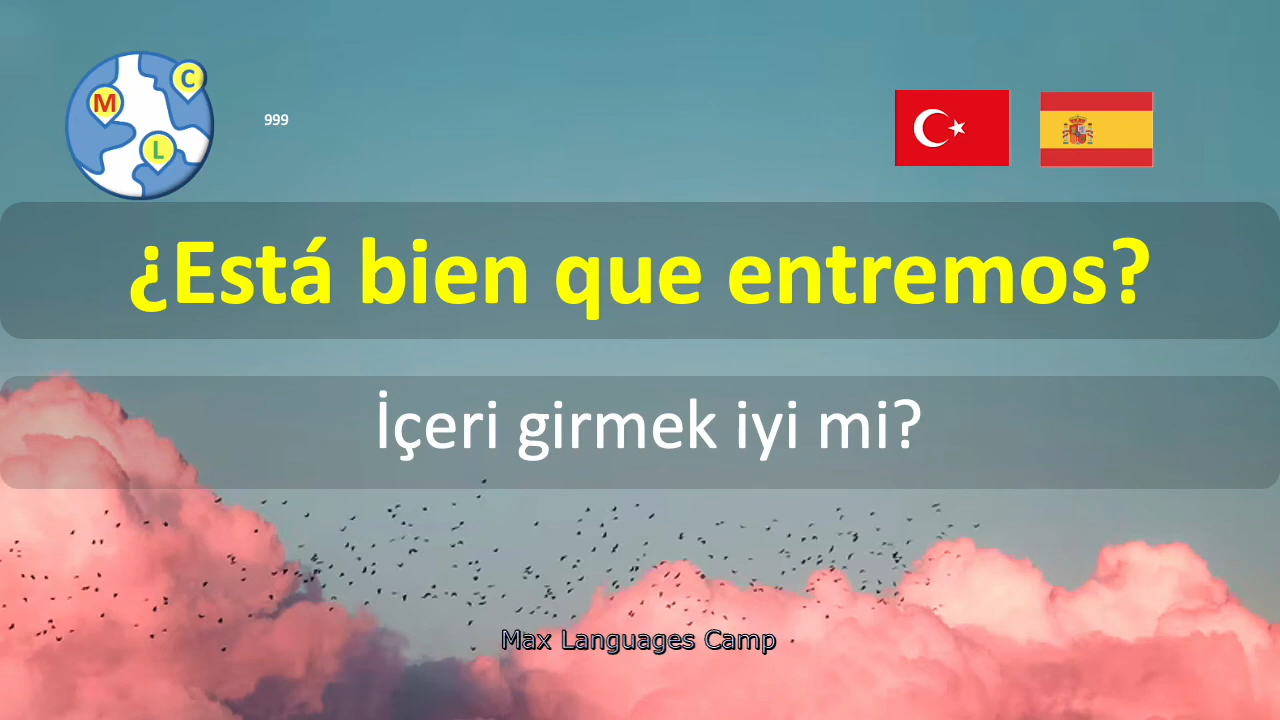 M
C
L
999
¿Está bien que entremos?
İçeri girmek iyi mi?
Max Languages Camp